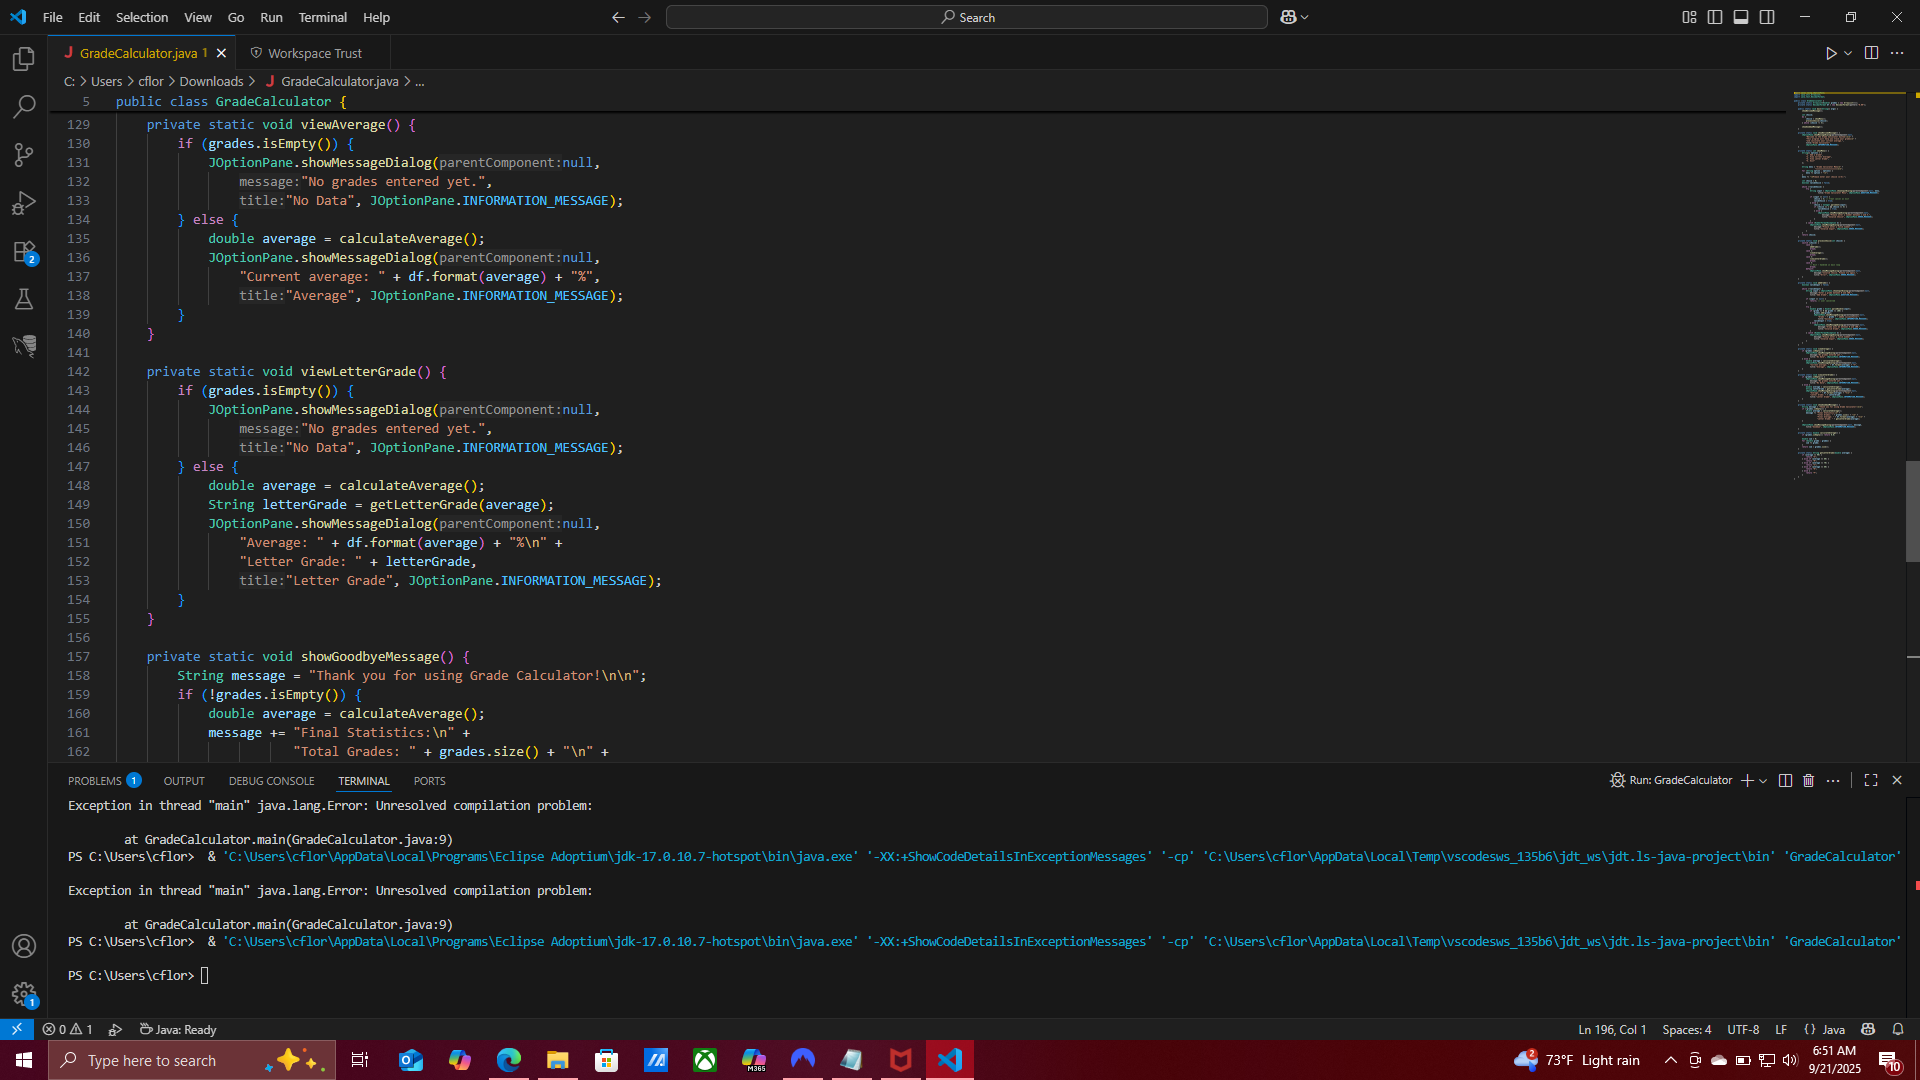 File Edit Selection View Go Run Terminal Help
Search
GradeCalculator.java 1
Workspace Trust
C: > Users > cflor > Downloads > GradeCalculator.java > ...
5 public class GradeCalculator {
129 private static void viewAverage() {
130 if (grades.isEmpty()) {
131 JOptionPane.showMessageDialog(parentComponent:null,
132 message:"No grades entered yet.",
133 title:"No Data", JOptionPane.INFORMATION_MESSAGE);
134 } else {
135 double average = calculateAverage();
136 JOptionPane.showMessageDialog(parentComponent:null,
137 "Current average: " + df.format(average) + "%",
138 title:"Average", JOptionPane.INFORMATION_MESSAGE);
139 }
140 }
141
142 private static void viewLetterGrade() {
143 if (grades.isEmpty()) {
144 JOptionPane.showMessageDialog(parentComponent:null,
145 message:"No grades entered yet.",
146 title:"No Data", JOptionPane.INFORMATION_MESSAGE);
147 } else {
148 double average = calculateAverage();
149 String letterGrade = getLetterGrade(average);
150 JOptionPane.showMessageDialog(parentComponent:null,
151 "Average: " + df.format(average) + "%\n" +
152 "Letter Grade: " + letterGrade,
153 title:"Letter Grade", JOptionPane.INFORMATION_MESSAGE);
154 }
155 }
156
157 private static void showGoodbyeMessage() {
158 String message = "Thank you for using Grade Calculator!\n\n";
159 if (!grades.isEmpty()) {
160 double average = calculateAverage();
161 message += "Final Statistics:\n" +
162 "Total Grades: " + grades.size() + "\n" +
2
PROBLEMS 1 OUTPUT DEBUG CONSOLE TERMINAL PORTS
Run: GradeCalculator
Exception in thread "main" java.lang.Error: Unresolved compilation problem:
at GradeCalculator.main(GradeCalculator.java:9)
PS C:\Users\cflor> & 'C:\Users\cflor\AppData\Local\Programs\Eclipse Adoptium\jdk-17.0.10.7-hotspot\bin\java.exe' '-XX:+ShowCodeDetailsInExceptionMessages' '-cp' 'C:\Users\cflor\AppData\Local\Temp\vscodesws_135b6\jdt_ws\jdt.ls-java-project\bin' 'GradeCalculator'
Exception in thread "main" java.lang.Error: Unresolved compilation problem:
at GradeCalculator.main(GradeCalculator.java:9)
PS C:\Users\cflor> & 'C:\Users\cflor\AppData\Local\Programs\Eclipse Adoptium\jdk-17.0.10.7-hotspot\bin\java.exe' '-XX:+ShowCodeDetailsInExceptionMessages' '-cp' 'C:\Users\cflor\AppData\Local\Temp\vscodesws_135b6\jdt_ws\jdt.ls-java-project\bin' 'GradeCalculator'
PS C:\Users\cflor>
1
0 1 Java: Ready
Ln 196, Col 1 Spaces: 4 UTF-8 LF {} Java
Type here to search
M365
2
73°F Light rain
6:51 AM
9/21/2025
10